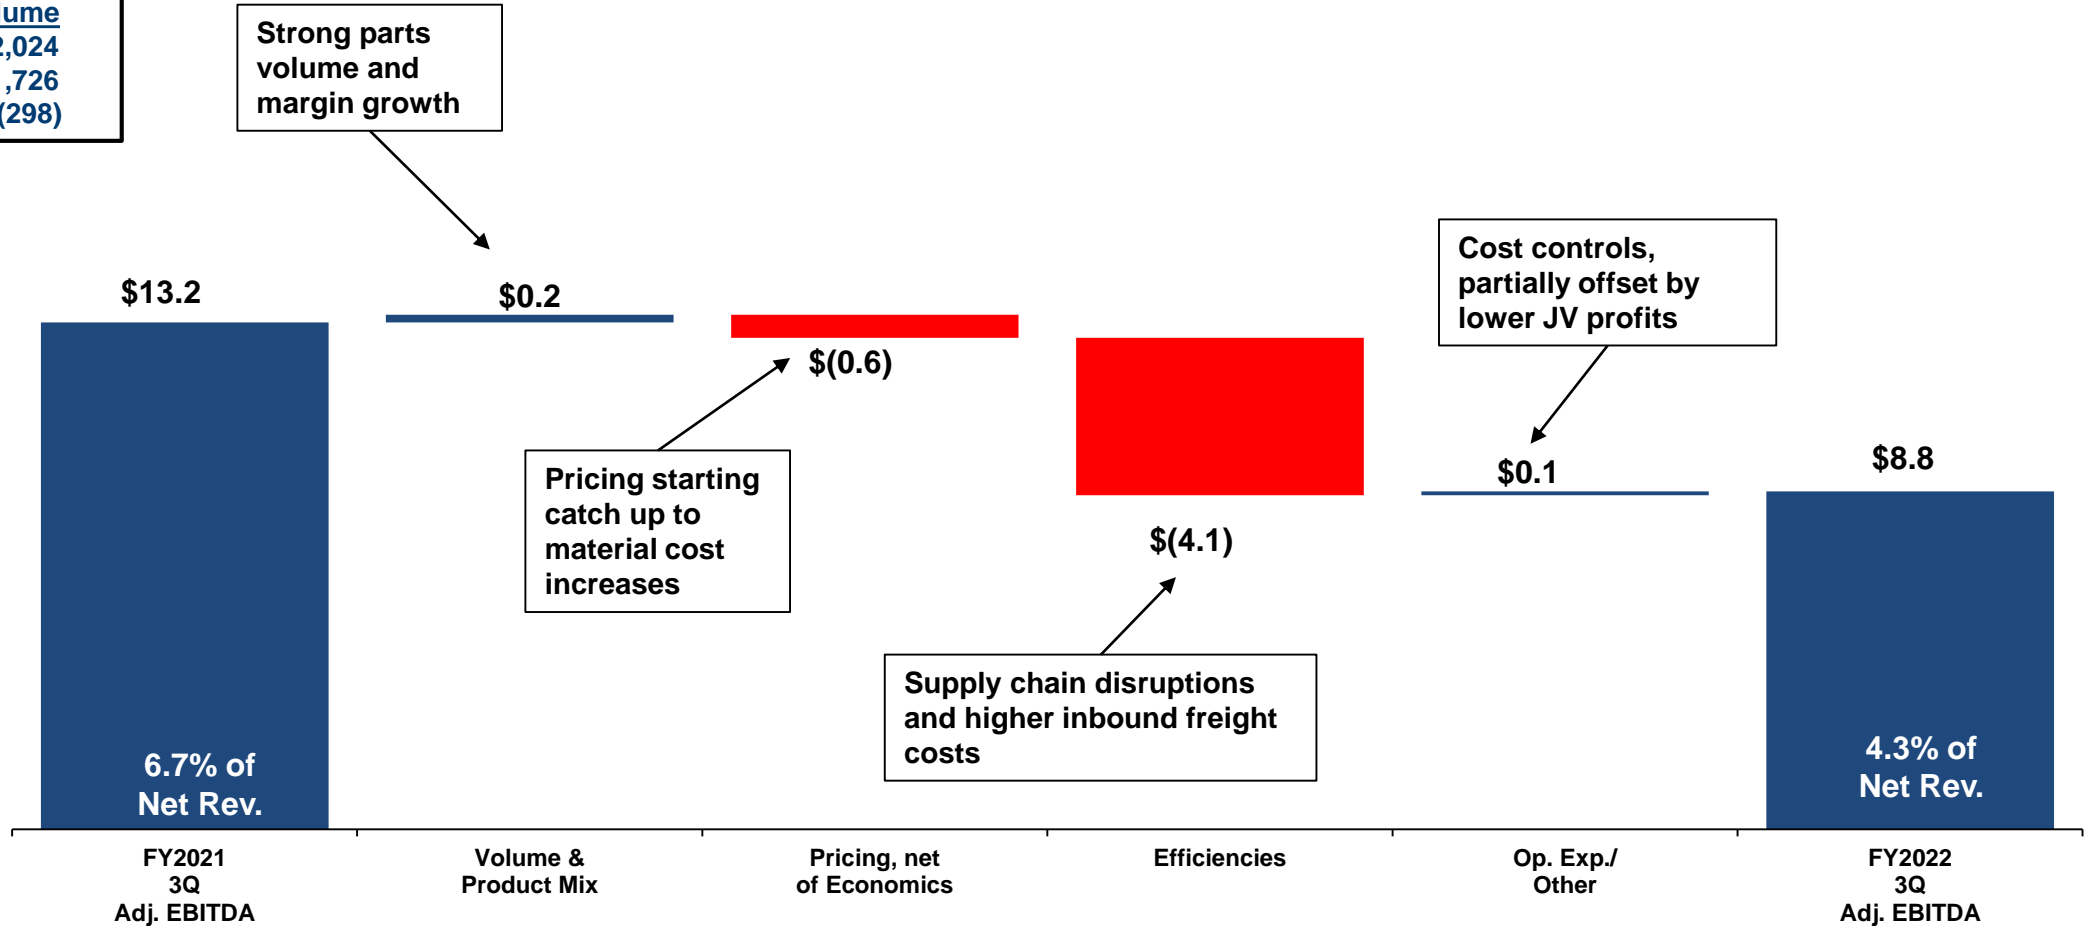 (298)
Strong parts
volume and
margin growth
$13.2
$0.2
$(0.6)
Cost controls,
partially offset by
lower JV profits
$0.1
$8.8
Pricing starting
catch up to
material cost
increases
$(4.1)
Supply chain disruptions
and higher inbound freight
costs
6.7% of
Net Rev.
4.3% of
Net Rev.
FY2021
3Q
Adj. EBITDA
Volume &
Product Mix
Pricing, net
of Economics
Efficiencies
Op. Exp./
Other
FY2022
3Q
Adj. EBITDA